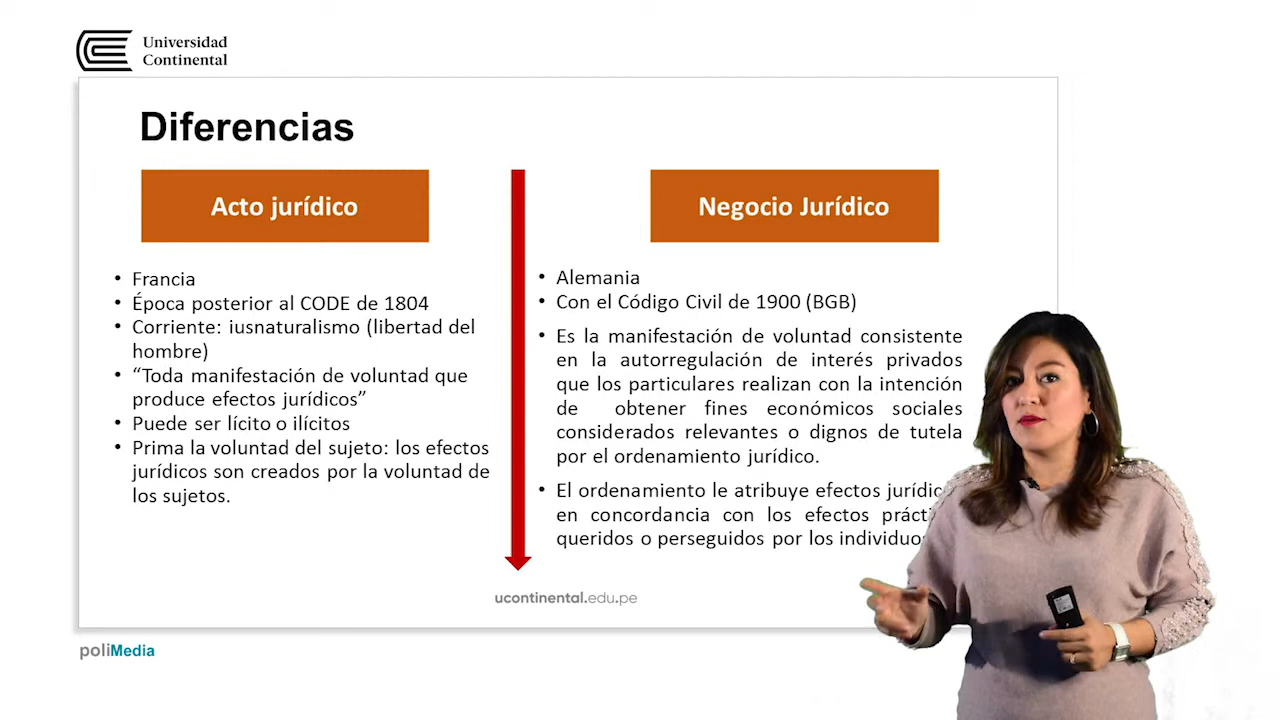 Universidad
Continental
Diferencias
Acto jurídico
• Francia
• Época posterior al CODE de 1804
• Corriente: iusnaturalismo (libertad del
hombre)
• “Toda manifestación de voluntad que
produce efectos jurídicos”
• Puede ser lícito o ilícitos
• Prima la voluntad del sujeto: los efectos
jurídicos son creados por la voluntad de
los sujetos.
Negocio Jurídico
• Alemania
• Con el Código Civil de 1900 (BGB)
• Es la manifestación de voluntad consistente
en la autorregulación de interés privados
que los particulares realizan con la intención
de obtener fines económicos sociales
considerados relevantes o dignos de tutela
por el ordenamiento jurídico.
• El ordenamiento le atribuye efectos
en concordancia con los efectos
queridos o perseguidos por los
ucontinental.edu.pe
poliMedia